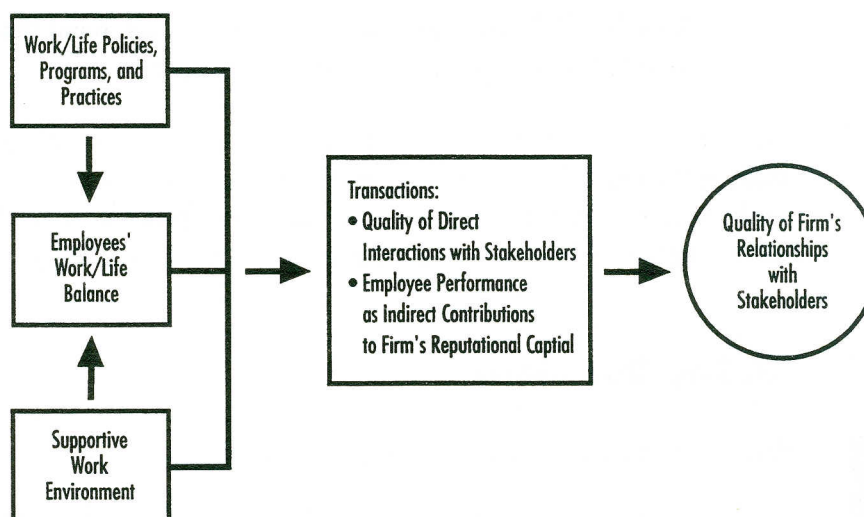 Work/Life Policies,
Programs, and
Practices
Employees'
Work/Life
Balance
Supportive
Work
Environment
Transactions:
• Quality of Direct
Interactions with Stakeholders
• Employee Performance
as Indirect Contributions
to Firm's Reputational Captial
Quality of Firm's
Relationships
with
Stakeholders